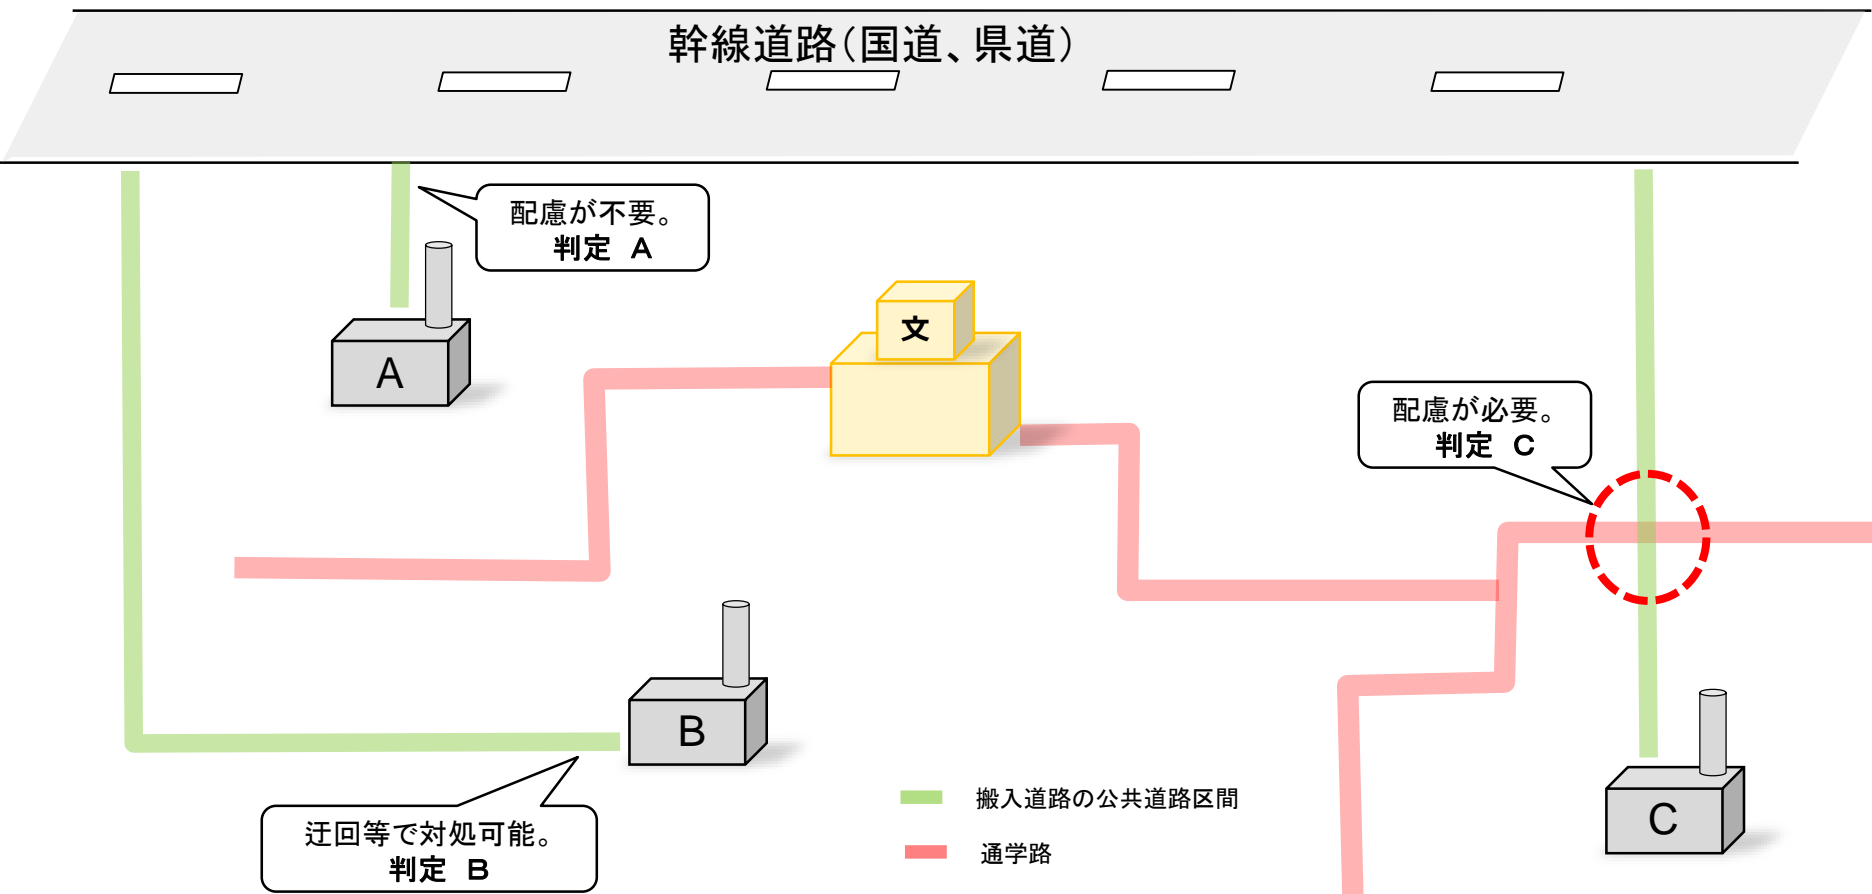 幹線道路（国道、県道）
配慮が不要。
判定　A
A
文
配慮が必要。
判定　C
B
迂回等で対処可能。
判定　B
搬入道路の公共道路区間
通学路
C